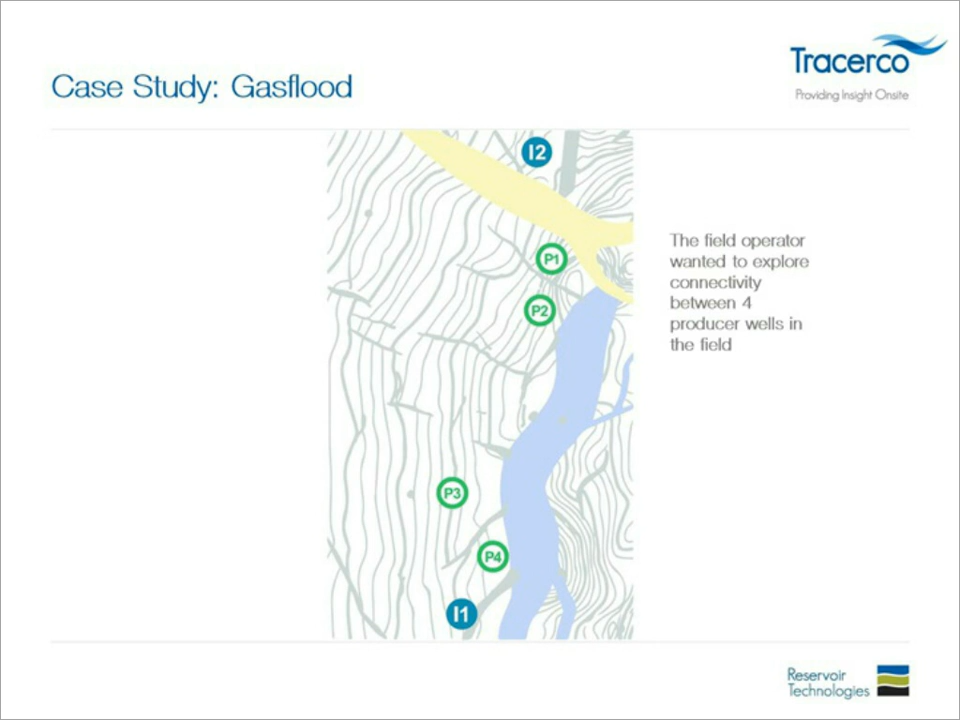 Tracerco
Providing Insight Onsite
Case Study: Gasflood
I2
P1
P2
P3
P4
I1
The field operator
wanted to explore
connectivity
between 4
producer wells in
the field
Reservoir
Technologies